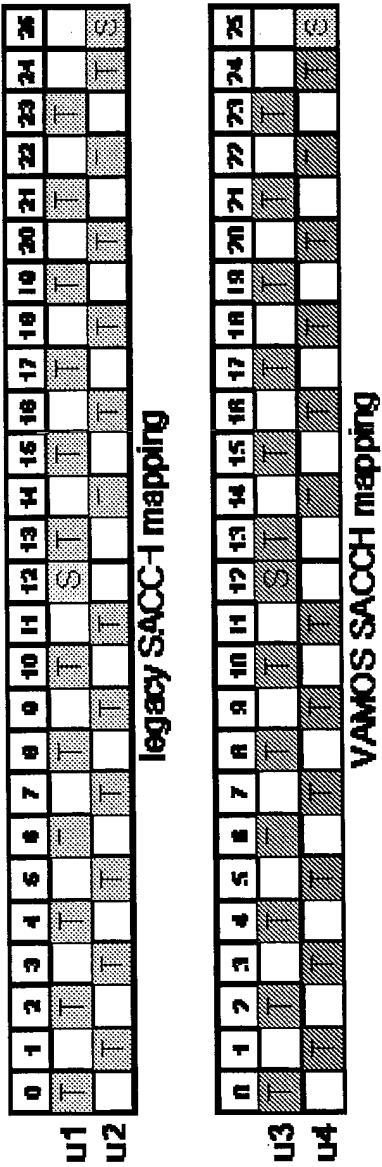 0 1 2 3 4 5 6 7 8 9 10 11 12 13 14 15 16 17 18 19 20 21 22 23 24 25
u1 T T T T T T S T T T T T T
u2 T T T T T T T T T T T T S
legacy SACCH mapping
0 1 2 3 4 5 6 7 8 9 10 11 12 13 14 15 16 17 18 19 20 21 22 23 24 25
u3 T T T T T T S T T T T T T
u4 T T T T T T T T T T T T S
VAMOS SACCH mapping